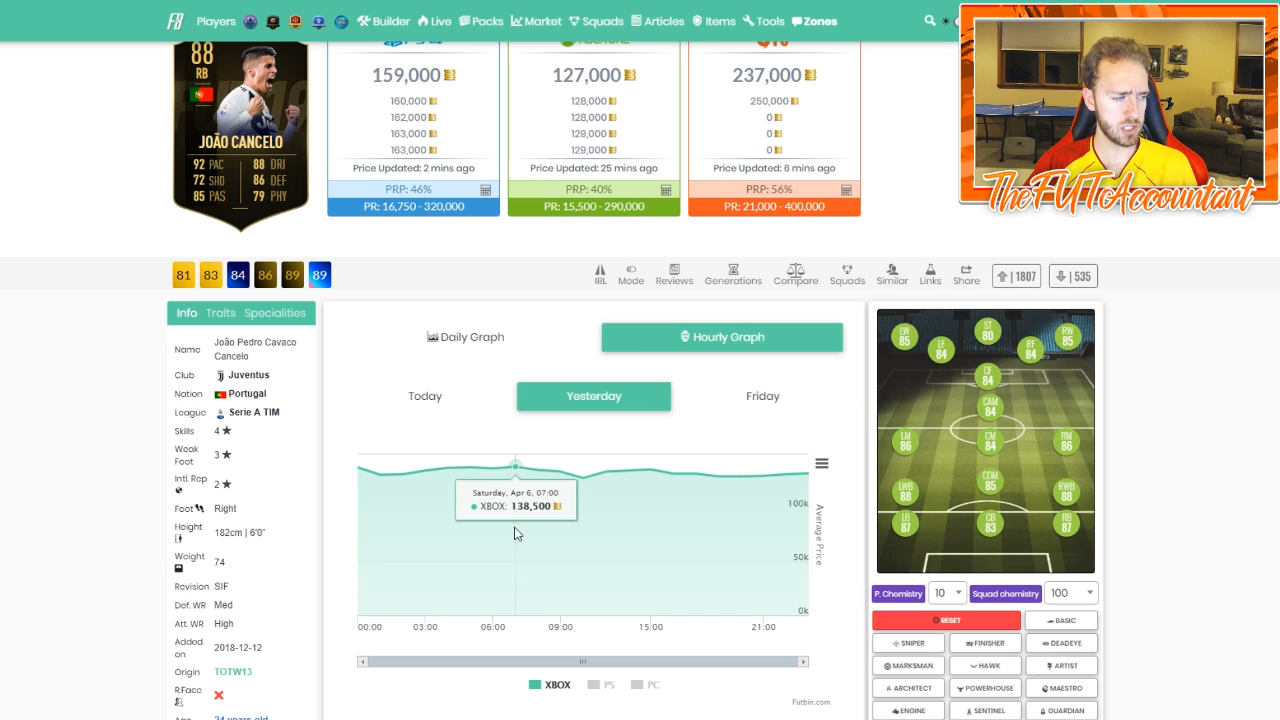 F8 Players Builder Live Packs Market Squads Articles Items Tools Zones
88
RB
JOÃO CANCELO
92 PAC 88 DRI
72 SHO 86 DEF
85 PAS 79 PHY
159,000
160,000
162,000
163,000
163,000
Price Updated: 2 mins ago
PRP: 46%
PR: 16,750 - 320,000
127,000
128,000
128,000
129,000
129,000
Price Updated: 25 mins ago
PRP: 40%
PR: 15,500 - 290,000
237,000
250,000
0
0
0
Price Updated: 6 mins ago
PRP: 56%
PR: 21,000 - 400,000
TheFUTAccountant
81 83 84 86 89 89
IRL Mode Reviews Generations Compare Squads Similar Links Share | 1807 | 535
Info Traits Specialities
Name João Pedro Cavaco
Cancelo
Club Juventus
Nation Portugal
League Serie A TIM
Skills 4
Weak
Foot 3
Intl. Rep 2
Foot Right
Height 182cm | 6'0"
Weight 74
Revision SIF
Def. WR Med
Att. WR High
Added
on 2018-12-12
Origin TOTW13
R.Face
Age 24 years old
Daily Graph Hourly Graph
Today Yesterday Friday
Saturday, Apr 6, 07:00
XBOX: 138,500
100k
50k
0k
Average Price
00:00 03:00 06:00 09:00 15:00 21:00
XBOX PS PC
Futbin.com
LW
85
ST
80
RW
85
LF
84
RF
84
CF
84
CAM
84
LM
86
CM
84
RM
86
CDM
85
LWB
88
RWB
88
LB
87
CB
83
RB
87
P. Chemistry 10 Squad chemistry 100
RESET BASIC
SNIPER FINISHER DEADEYE
MARKSMAN HAWK ARTIST
ARCHITECT POWERHOUSE MAESTRO
ENGINE SENTINEL GUARDIAN